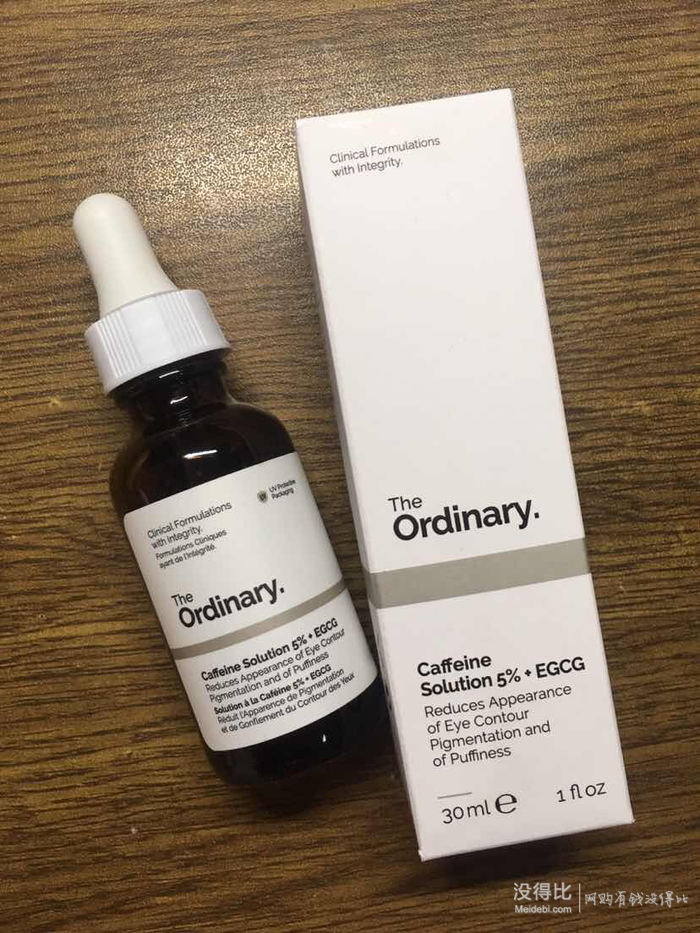 Clinical Formulations
with Integrity.
The
Ordinary.
Caffeine
Solution 5% + EGCG
Reduces Appearance
of Eye Contour
Pigmentation and
of Puffiness
30 ml e
1 fl oz
UV Protective
Packaging
Clinical Formulations
with Integrity.
Formulations Cliniques
ayant de l'intégrité.
The
Ordinary.
Caffeine Solution 5% + EGCG
Reduces Appearance of Eye Contour
Pigmentation and of Puffiness
Solution à la Caféine 5% + EGCG
Réduit l'Apparence de Pigmentation
et de Gonflement du Contour des Yeux
没得比
Meidebi.com
网购有钱没得比